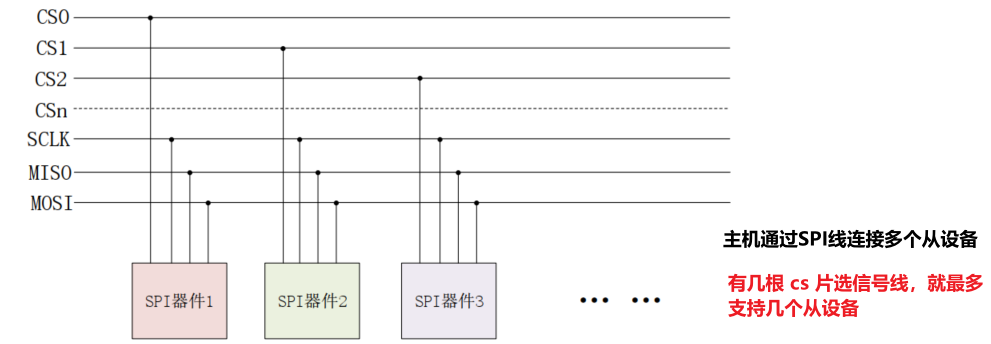 CS0
CS1
CS2
CSn
SCLK
MISO
MOSI
主机通过SPI线连接多个从设备
有几根 cs 片选信号线，就最多
支持几个从设备
SPI器件1
SPI器件2
SPI器件3
··· ···